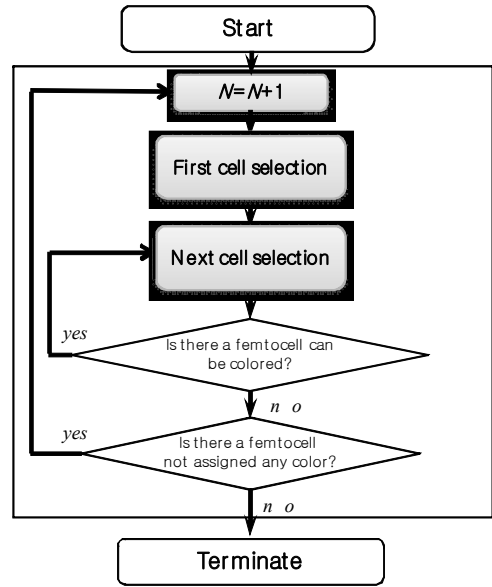 Start
N=N+1
First cell selection
Next cell selection
yes
Is there a femtocell can
be colored?
n o
yes
Is there a femtocell
not assigned any color?
n o
Terminate